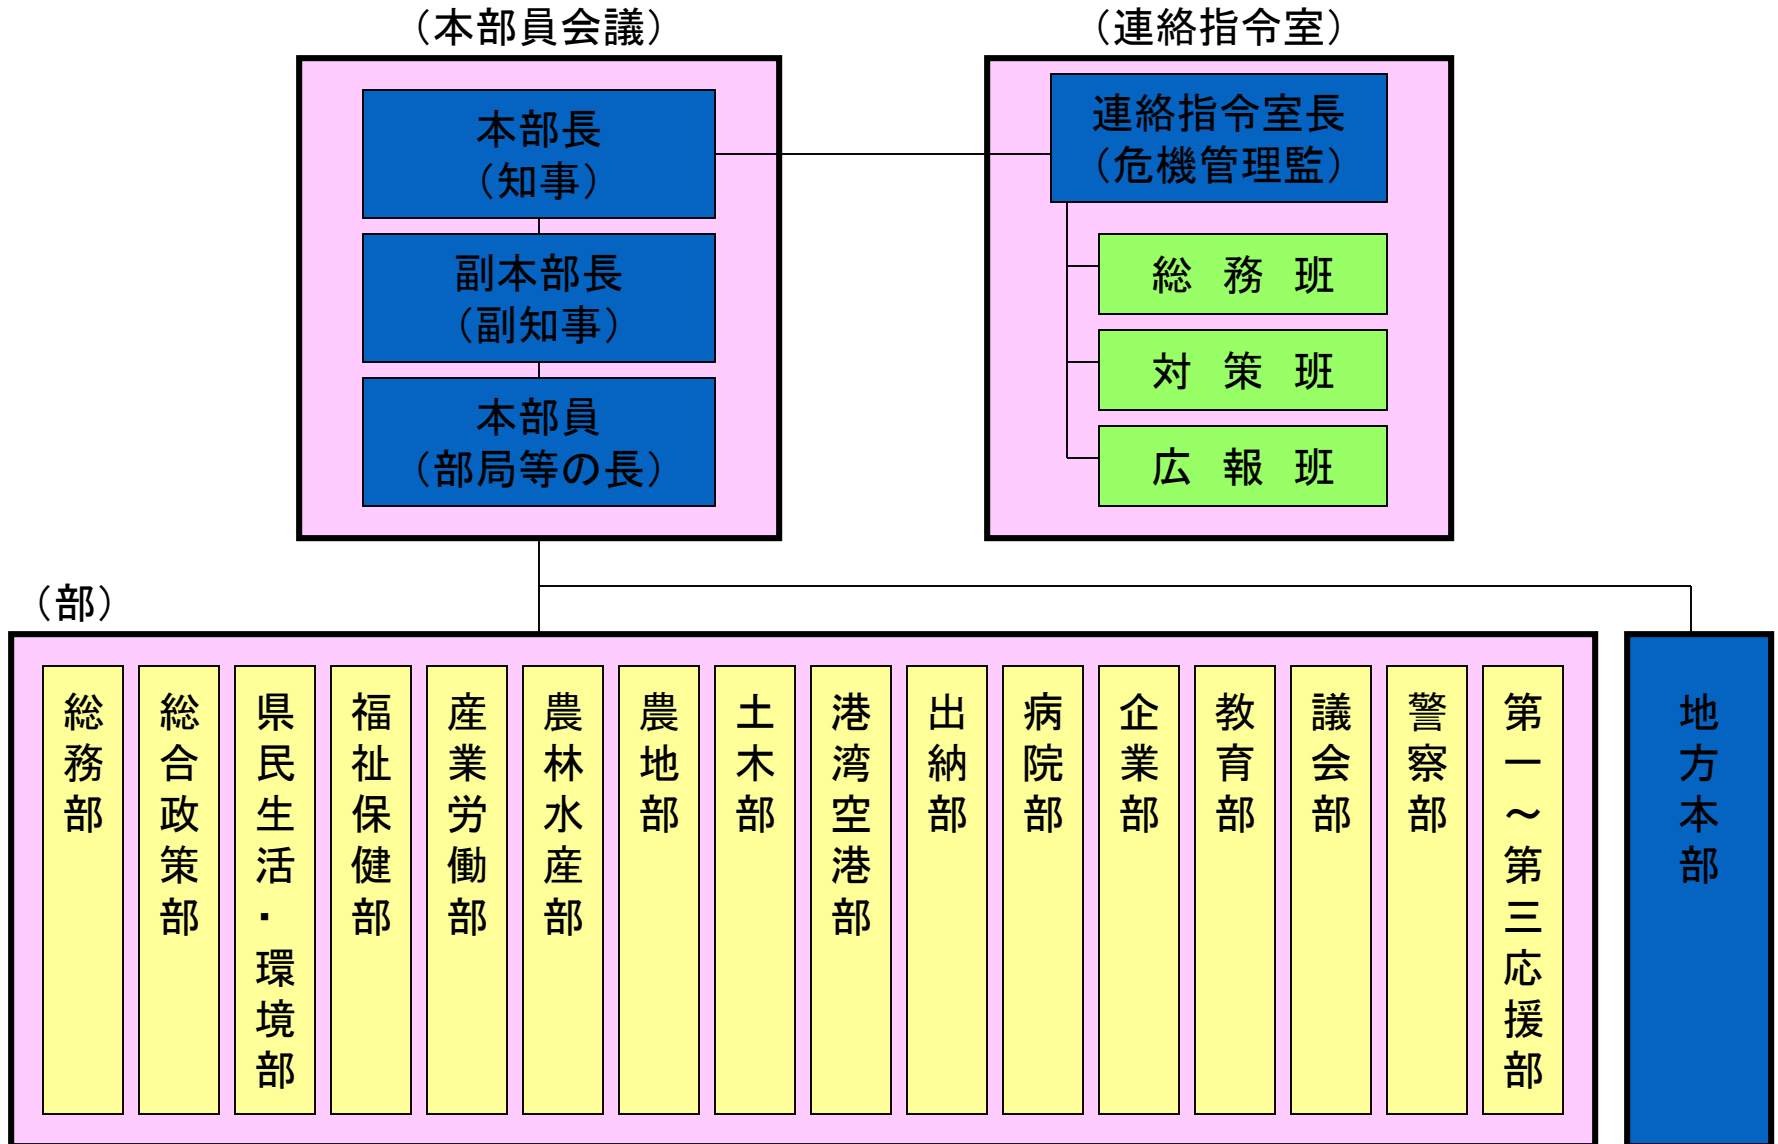 （本部員会議）
本部長
（知事）
副本部長
（副知事）
本部員
（部局等の長）
（連絡指令室）
連絡指令室長
（危機管理監）
総　務　班
対　策　班
広　報　班
（部）
総務部
総合政策部
県民生活・環境部
福祉保健部
産業労働部
農林水産部
農地部
土木部
港湾空港部
出納部
病院部
企業部
教育部
議会部
警察部
第一～第三応援部
地方本部